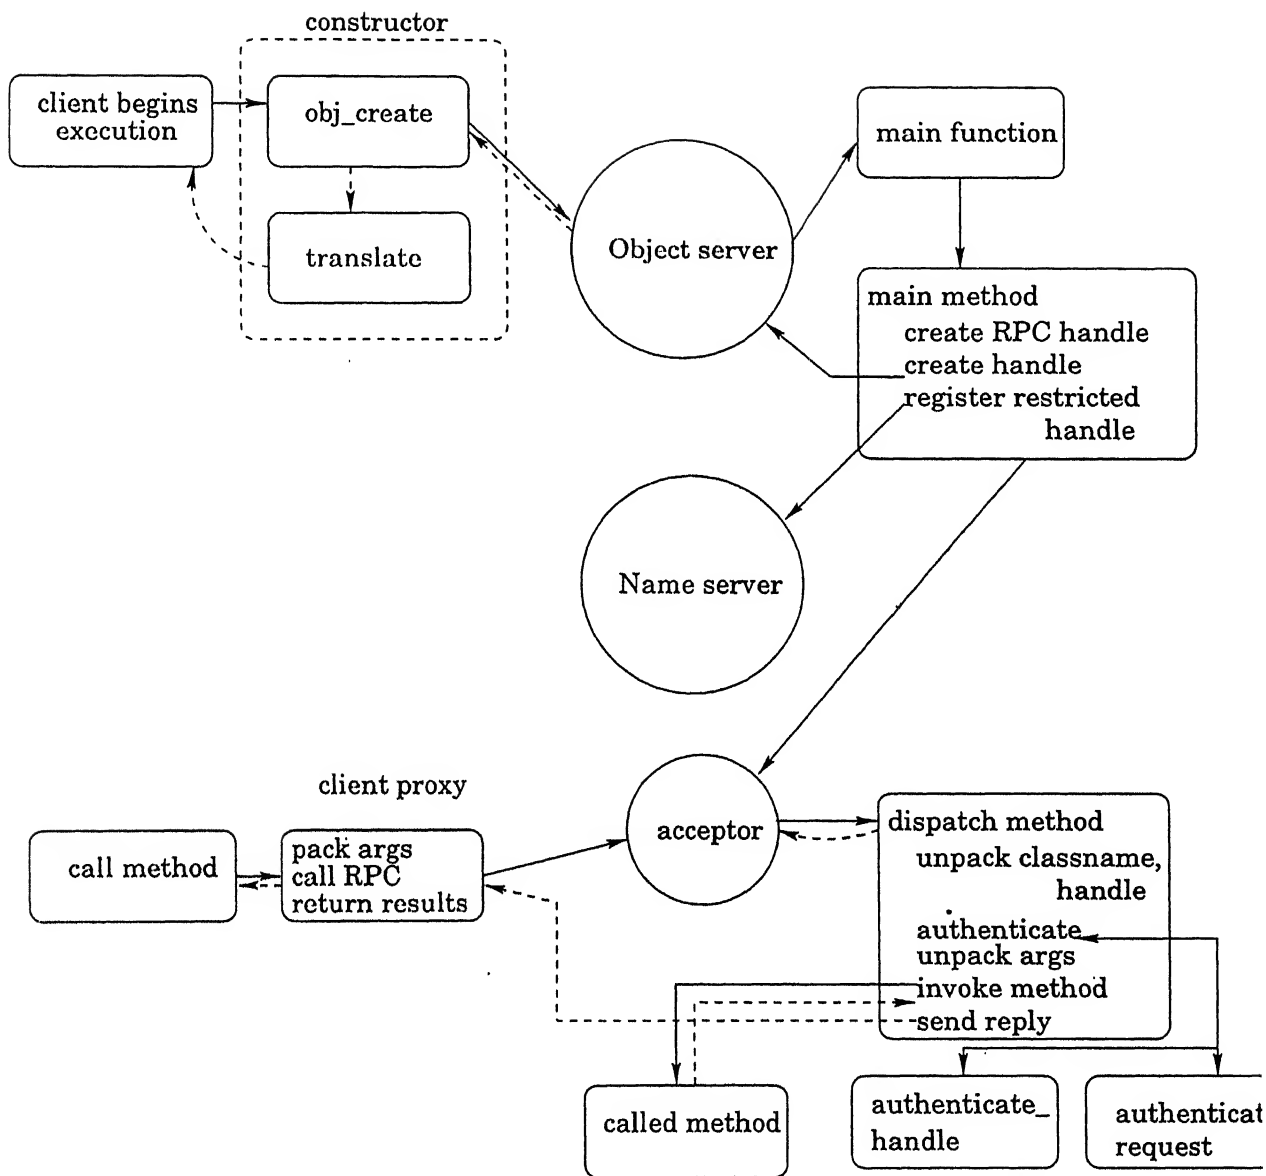 constructor
client begins
execution
obj_create
translate
Object server
main function
main method
create RPC handle
create handle
register restricted
handle
Name server
client proxy
call method
pack args
call RPC
return results
acceptor
dispatch method
unpack classname,
handle
authenticate
unpack args
invoke method
send reply
called method
authenticate_
handle
authenticat
request